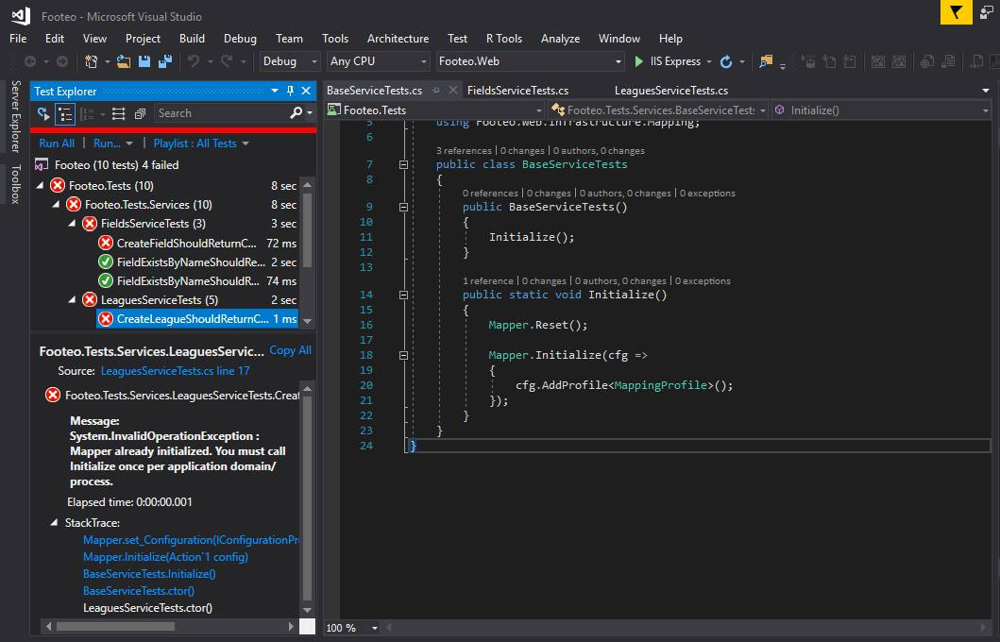 Footeo - Microsoft Visual Studio
File Edit View Project Build Debug Team Tools Architecture Test R Tools Analyze Window Help
Debug Any CPU Footeo.Web IIS Express
Server Explorer
Toolbox
Test Explorer
Search
Run All | Run... | Playlist : All Tests
Footeo (10 tests) 4 failed
Footeo.Tests (10) 8 sec
Footeo.Tests.Services (10) 8 sec
FieldsServiceTests (3) 3 sec
CreateFieldShouldReturnC... 72 ms
FieldExistsByNameShouldRe... 2 sec
FieldExistsByNameShouldR... 74 ms
LeaguesServiceTests (5) 2 sec
CreateLeagueShouldReturnC... 1 ms
Footeo.Tests.Services.LeaguesServic... Copy All
Source: LeaguesServiceTests.cs line 17
Footeo.Tests.Services.LeaguesServiceTests.Creat
Message:
System.InvalidOperationException :
Mapper already initialized. You must call
Initialize once per application domain/
process.
Elapsed time: 0:00:00.001
StackTrace:
Mapper.set_Configuration(IConfigurationPr
Mapper.Initialize(Action`1 config)
BaseServiceTests.Initialize()
BaseServiceTests.ctor()
LeaguesServiceTests.ctor()
BaseServiceTests.cs FieldsServiceTests.cs LeaguesServiceTests.cs
Footeo.Tests Footeo.Tests.Services.BaseServiceTests Initialize()
5 using Footeo.Web.Infrastructure.Mapping;
6
3 references | 0 changes | 0 authors, 0 changes
7 public class BaseServiceTests
8 {
0 references | 0 changes | 0 authors, 0 changes | 0 exceptions
9 public BaseServiceTests()
10 {
11 Initialize();
12 }
13
1 reference | 0 changes | 0 authors, 0 changes | 0 exceptions
14 public static void Initialize()
15 {
16 Mapper.Reset();
17
18 Mapper.Initialize(cfg =>
19 {
20 cfg.AddProfile<MappingProfile>();
21 });
22 }
23 }
24 }
100 %